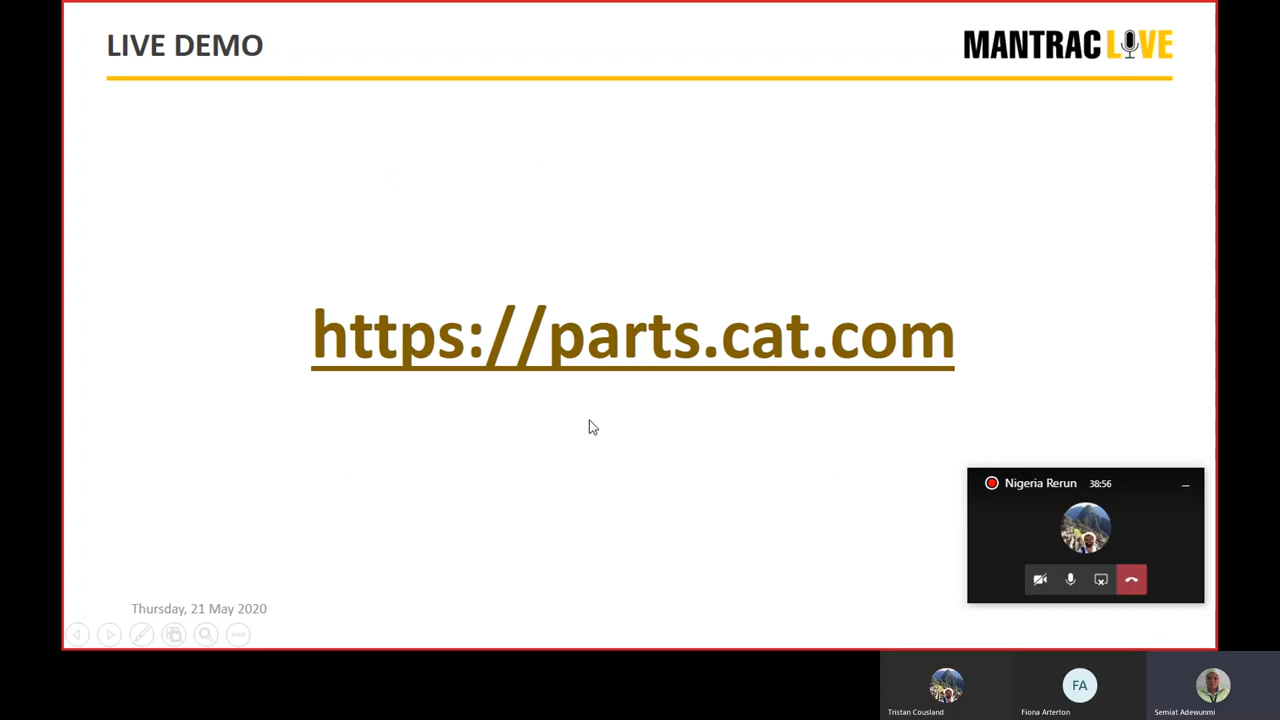 LIVE DEMO
MANTRAC LIVE
https://parts.cat.com
Nigeria Rerun 38:56
Thursday, 21 May 2020
FA
Tristan Cousland
Fiona Arterton
Semiat Adewunmi